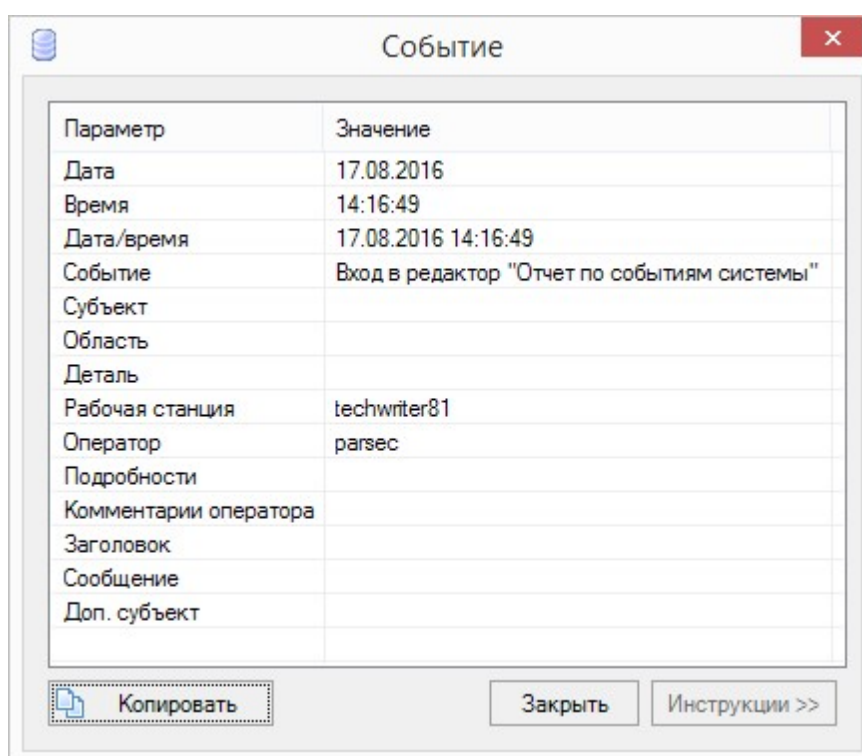 Событие
Параметр Значение
Дата 17.08.2016
Время 14:16:49
Дата/время 17.08.2016 14:16:49
Событие Вход в редактор "Отчет по событиям системы"
Субъект
Область
Деталь
Рабочая станция techwriter81
Оператор parsec
Подробности
Комментарии оператора
Заголовок
Сообщение
Доп. субъект
Копировать Закрыть Инструкции >>